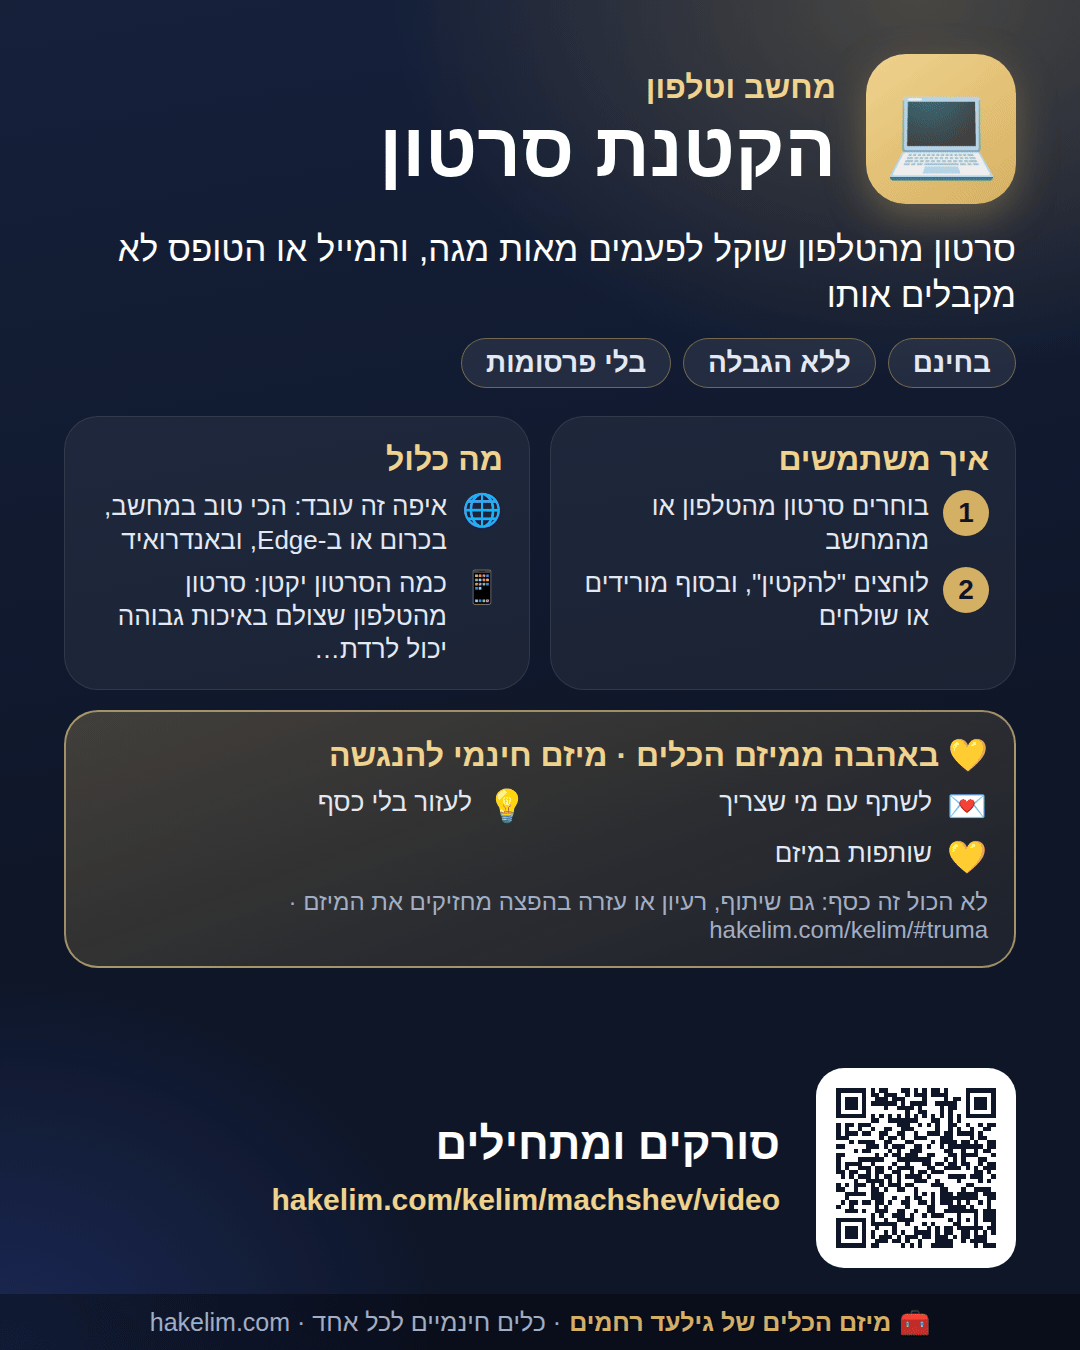 מחשב וטלפון
הקטנת סרטון
סרטון מהטלפון שוקל לפעמים מאות מגה, והמייל או הטופס לא
מקבלים אותו
בחינם
ללא הגבלה
בלי פרסומות
איך משתמשים
1 בוחרים סרטון מהטלפון או
מהמחשב
2 לוחצים "להקטין", ובסוף מורידים
או שולחים
מה כלול
איפה זה עובד: הכי טוב במחשב,
בכרום או ב-Edge, ובאנדרואיד
כמה הסרטון יקטן: סרטון
מהטלפון שצולם באיכות גבוהה
יכול לרדת…
באהבה ממיזם הכלים · מיזם חינמי להנגשה
לשתף עם מי שצריך
לעזור בלי כסף
שותפות במיזם
לא הכול זה כסף: גם שיתוף, רעיון או עזרה בהפצה מחזיקים את המיזם ·
hakelim.com/kelim/#truma
סורקים ומתחילים
hakelim.com/kelim/machshev/video
מיזם הכלים של גילעד רחמים · כלים חינמיים לכל אחד · hakelim.com